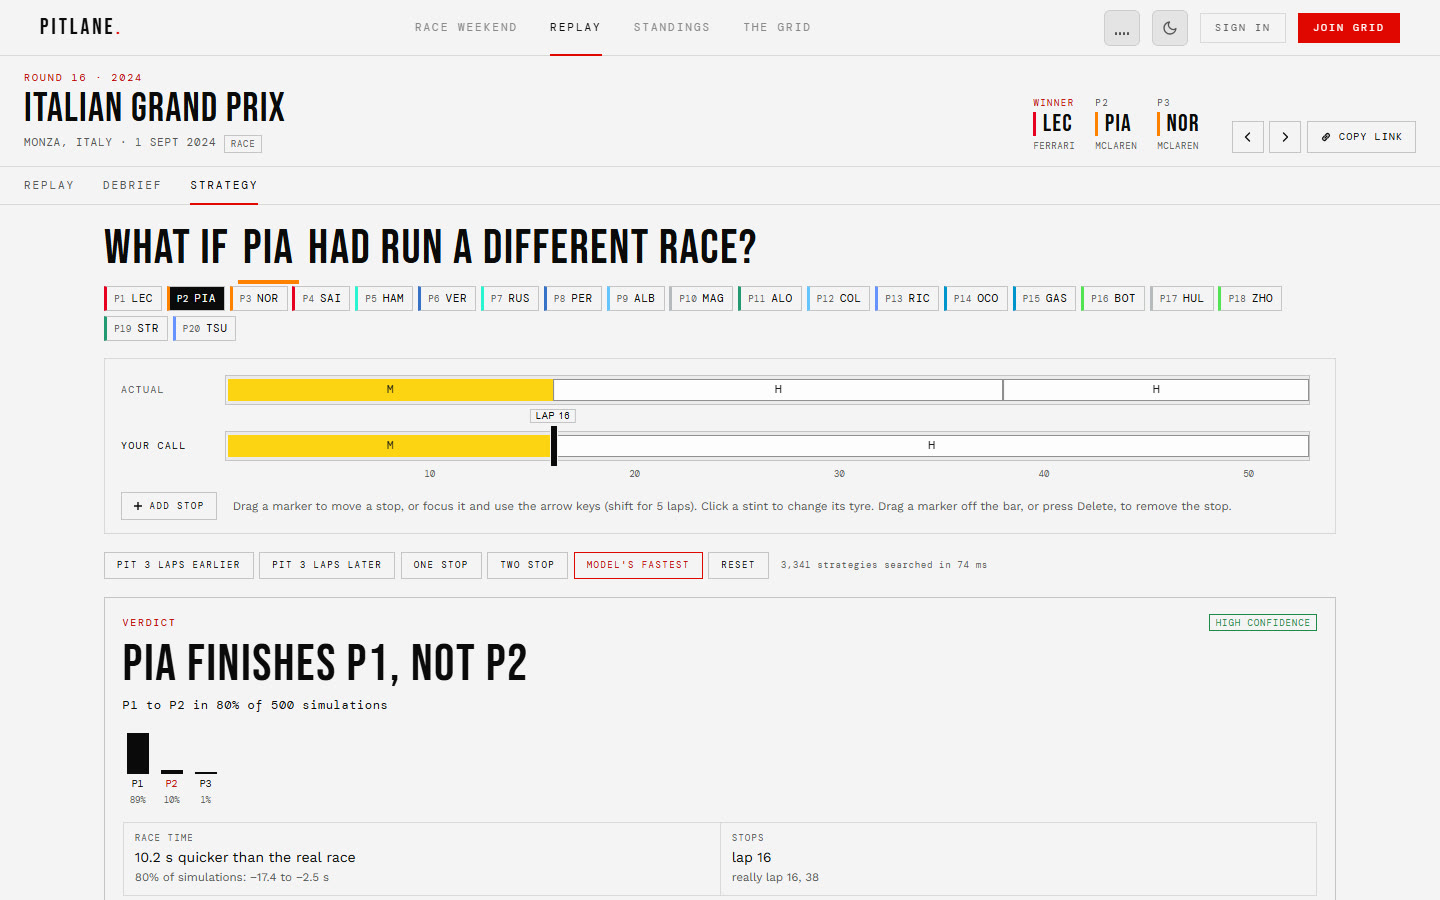 PITLANE.
RACE WEEKEND REPLAY STANDINGS THE GRID
SIGN IN JOIN GRID
ROUND 16 · 2024
ITALIAN GRAND PRIX
MONZA, ITALY · 1 SEPT 2024 RACE
WINNER P2 P3
LEC PIA NOR
FERRARI MCLAREN MCLAREN
COPY LINK
REPLAY DEBRIEF STRATEGY
WHAT IF PIA HAD RUN A DIFFERENT RACE?
P1 LEC P2 PIA P3 NOR P4 SAI P5 HAM P6 VER P7 RUS P8 PER P9 ALB P10 MAG P11 ALO P12 COL P13 RIC P14 OCO P15 GAS P16 BOT P17 HUL P18 ZHO
P19 STR P20 TSU
ACTUAL M H H
LAP 16
YOUR CALL M H
10 20 30 40 50
+ ADD STOP Drag a marker to move a stop, or focus it and use the arrow keys (shift for 5 laps). Click a stint to change its tyre. Drag a marker off the bar, or press Delete, to remove the stop.
PIT 3 LAPS EARLIER PIT 3 LAPS LATER ONE STOP TWO STOP MODEL'S FASTEST RESET 3,341 strategies searched in 74 ms
VERDICT HIGH CONFIDENCE
PIA FINISHES P1, NOT P2
P1 to P2 in 80% of 500 simulations
P1 P2 P3
89% 10% 1%
RACE TIME STOPS
10.2 s quicker than the real race lap 16
80% of simulations: −17.4 to −2.5 s really lap 16, 38